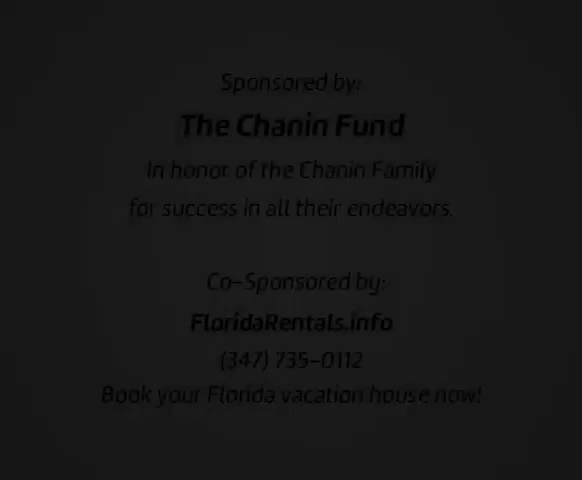 Sponsored by:
The Chanin Fund
In honor of the Chanin Family
for success in all their endeavors.
Co-Sponsored by:
FloridaRentals.info
(347) 735-0112
Book your Florida vacation house now!